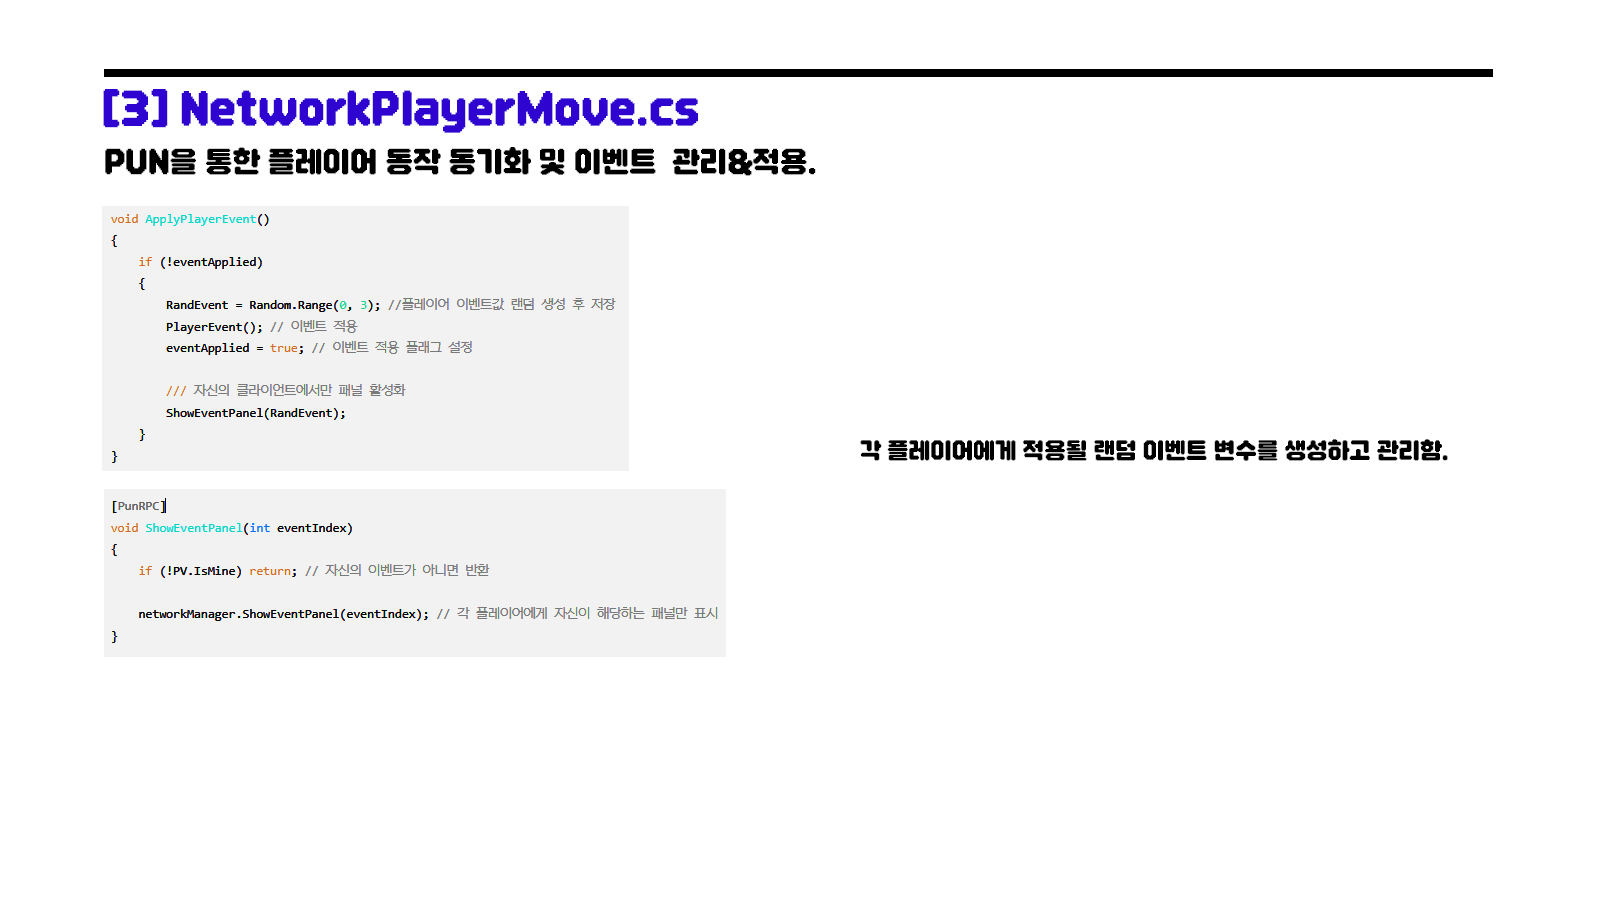 [3] NetworkPlayerMove.cs
PUN을 통한 플레이어 동작 동기화 및 이벤트  관리&적용.
void ApplyPlayerEvent()
{
    if (!eventApplied)
    {
        RandEvent = Random.Range(0, 3); //플레이어 이벤트값 랜덤 생성 후 저장
        PlayerEvent(); // 이벤트 적용
        eventApplied = true; // 이벤트 적용 플래그 설정
        /// 자신의 클라이언트에서만 패널 활성화
        ShowEventPanel(RandEvent);
    }
}
각 플레이어에게 적용될 랜덤 이벤트 변수를 생성하고 관리함.
[PunRPC]
void ShowEventPanel(int eventIndex)
{
    if (!PV.IsMine) return; // 자신의 이벤트가 아니면 반환
    networkManager.ShowEventPanel(eventIndex); // 각 플레이어에게 자신이 해당하는 패널만 표시
}